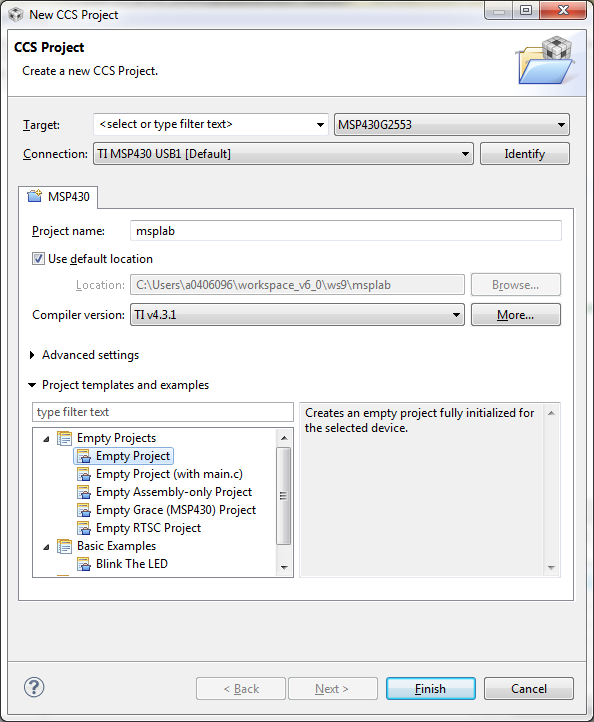 New CCS Project
CCS Project
Create a new CCS Project.
Target: <select or type filter text> MSP430G2553
Connection: TI MSP430 USB1 [Default] Identify
MSP430
Project name: msplab
Use default location
Location: C:\Users\a0406096\workspace_v6_0\ws9\msplab Browse...
Compiler version: TI v4.3.1 More...
Advanced settings
Project templates and examples
type filter text
Creates an empty project fully initialized for
the selected device.
Empty Projects
Empty Project
Empty Project (with main.c)
Empty Assembly-only Project
Empty Grace (MSP430) Project
Empty RTSC Project
Basic Examples
Blink The LED
? < Back Next > Finish Cancel